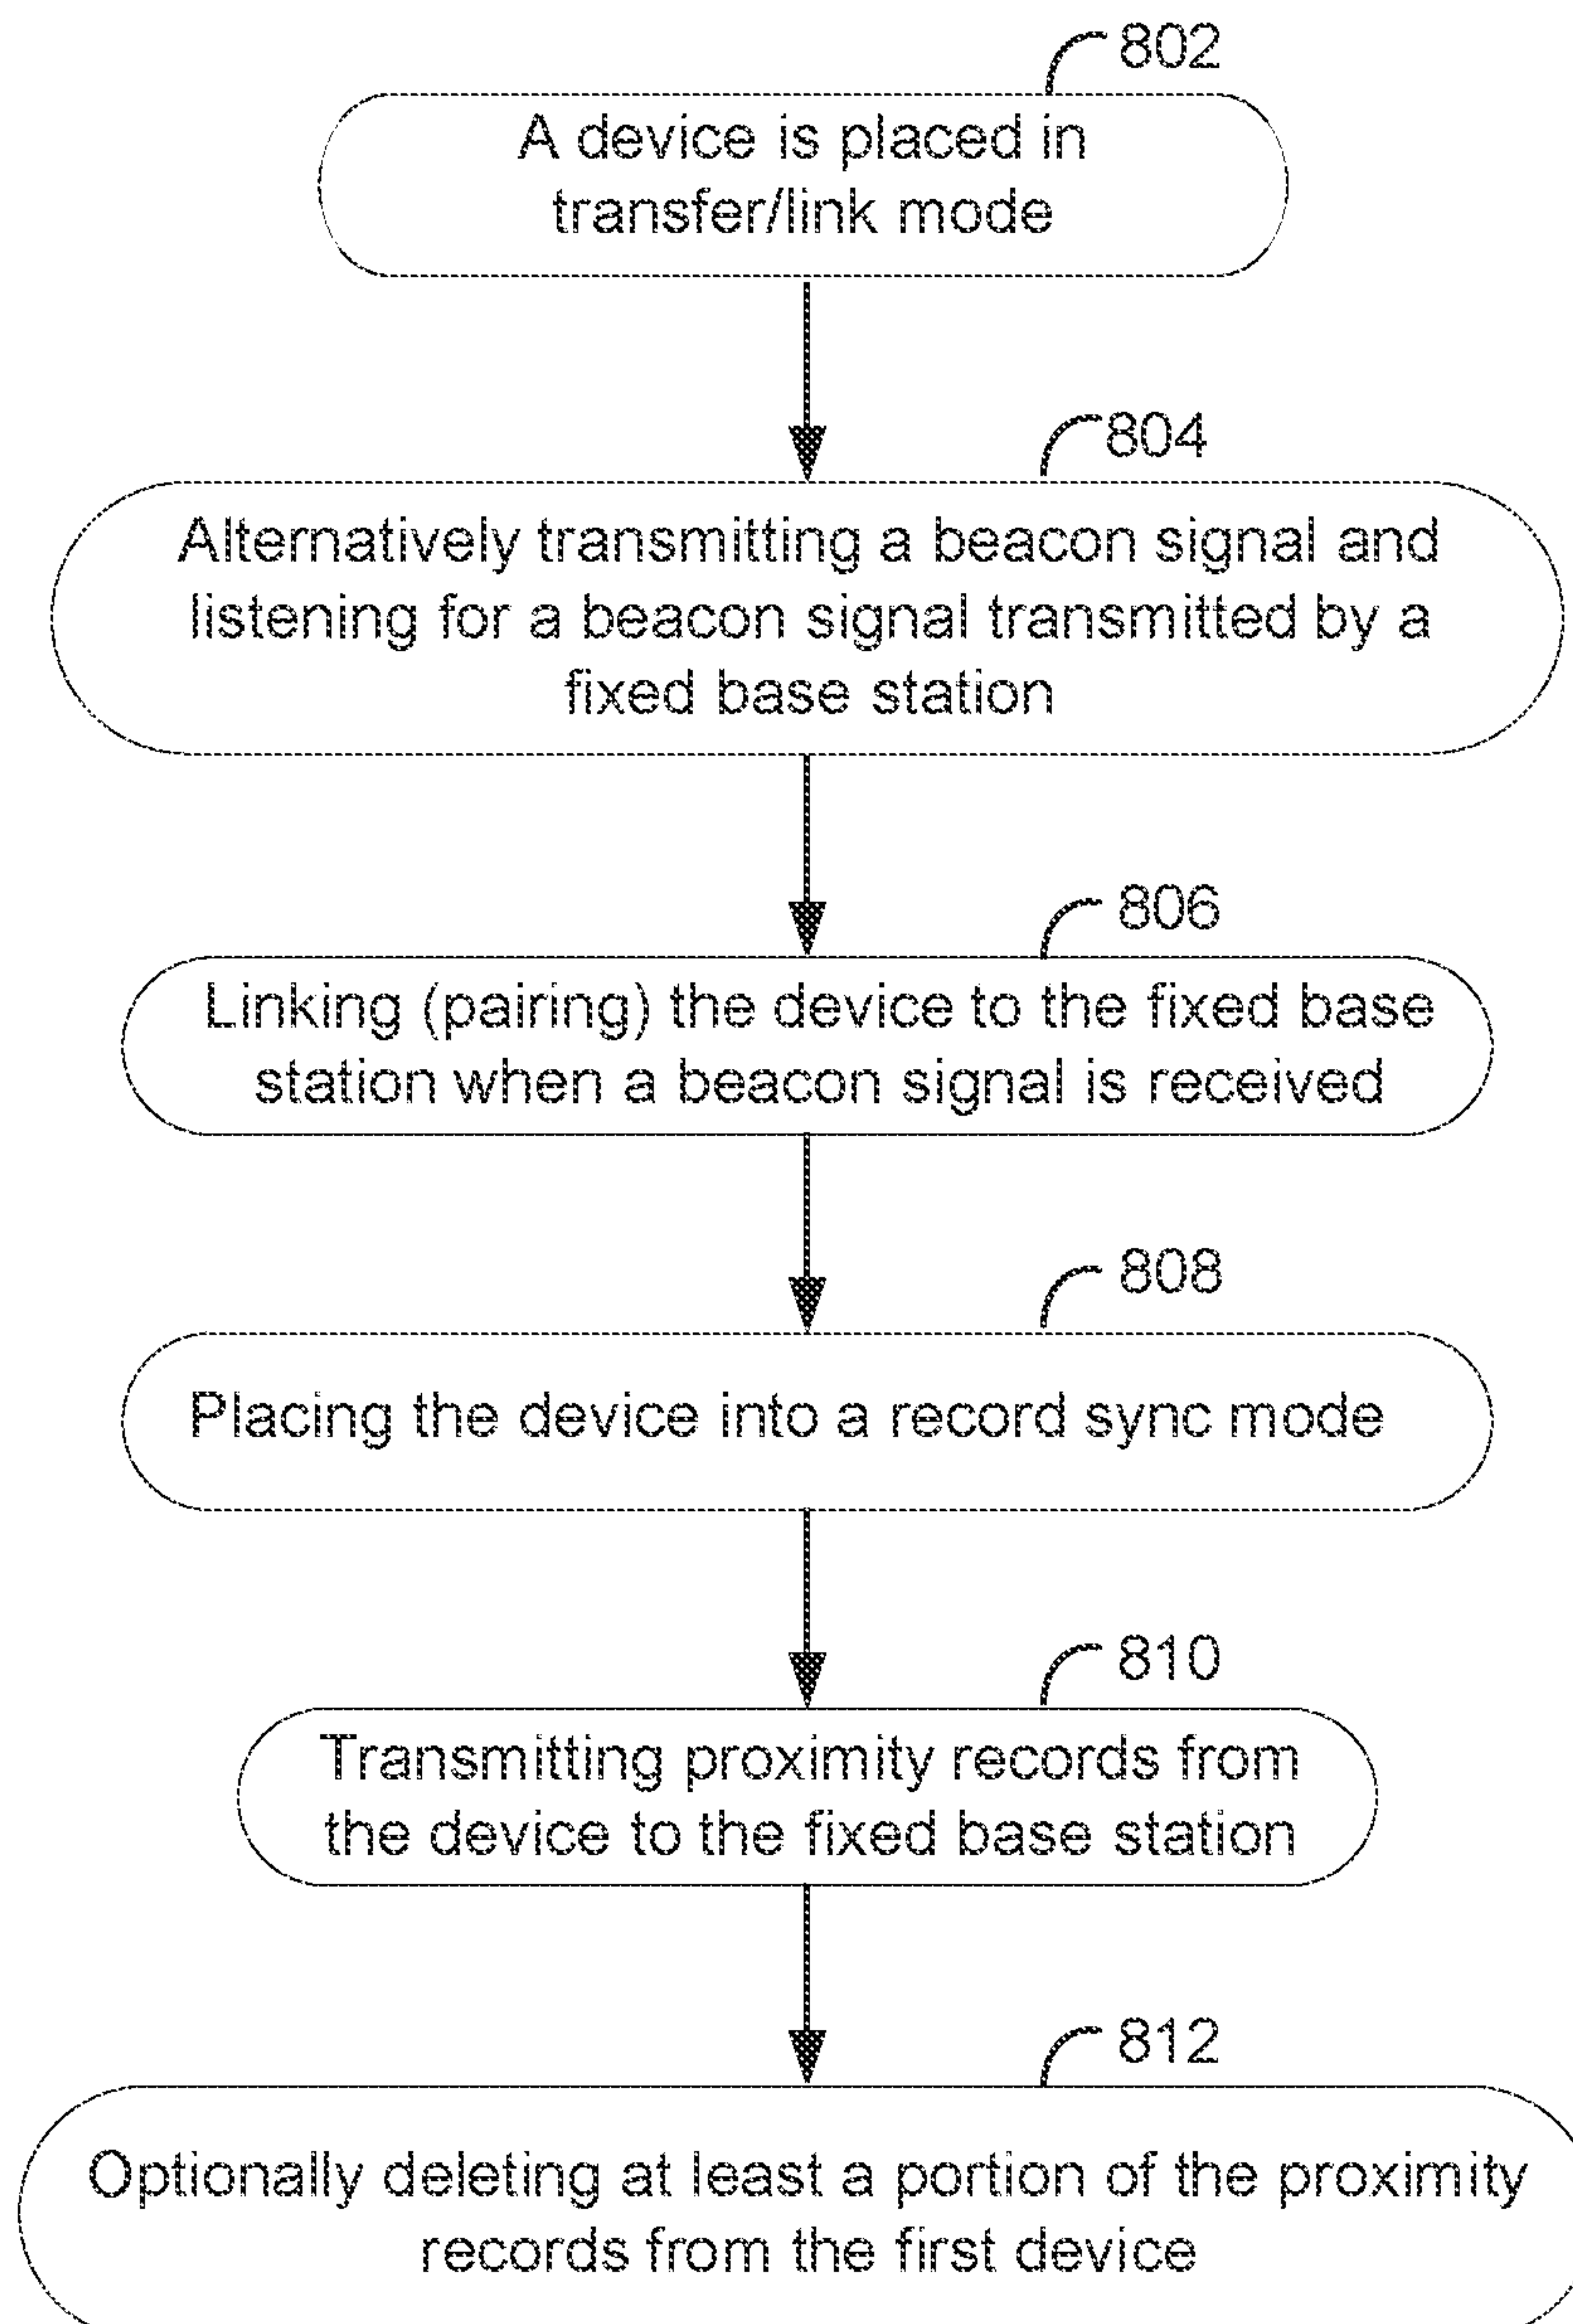 802
A device is placed in
transfer/link mode
804
Alternatively transmitting a beacon signal and
listening for a beacon signal transmitted by a
fixed base station
806
Linking (pairing) the device to the fixed base
station when a beacon signal is received
808
Placing the device into a record sync mode
810
Transmitting proximity records from
the device to the fixed base station
812
Optionally deleting at least a portion of the proximity
records from the first device